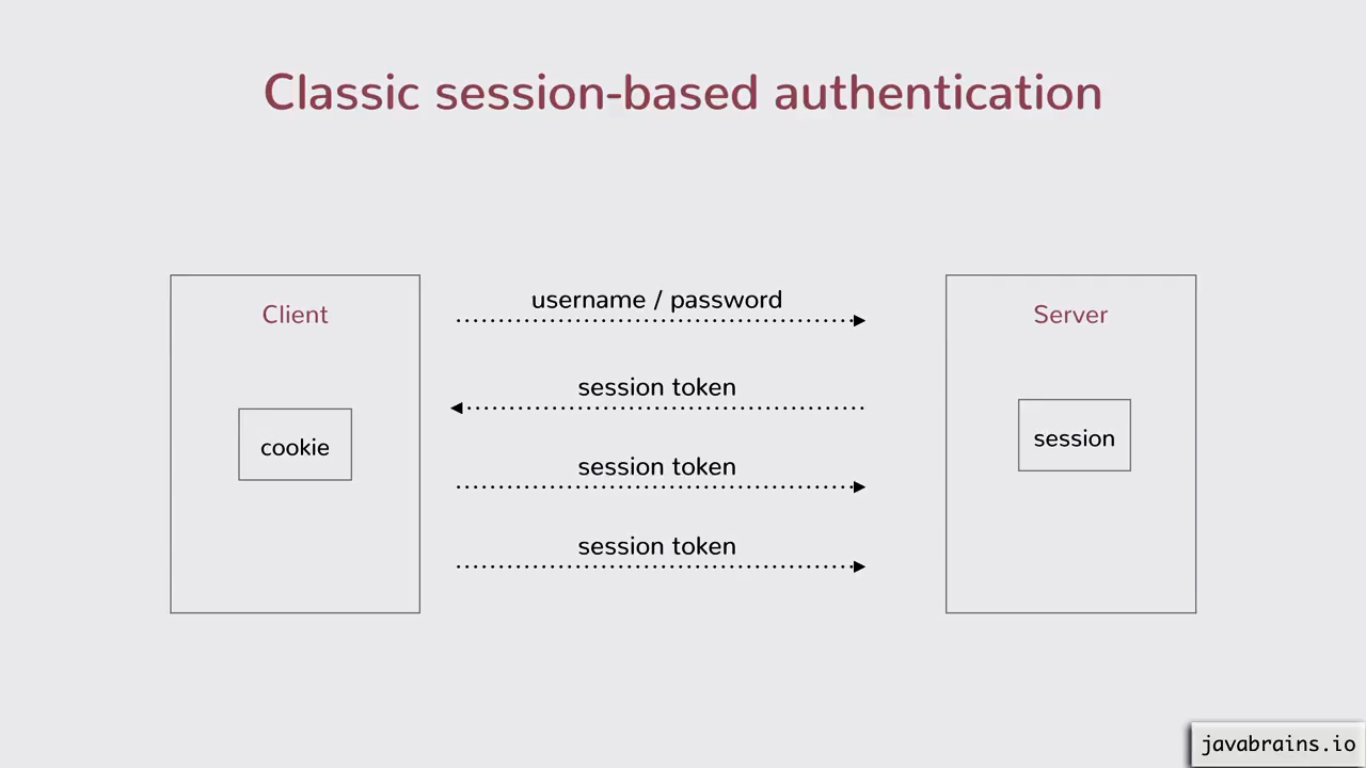 Classic session-based authentication
Client
username / password
Server
session token
cookie
session
session token
session token
javabrains.io